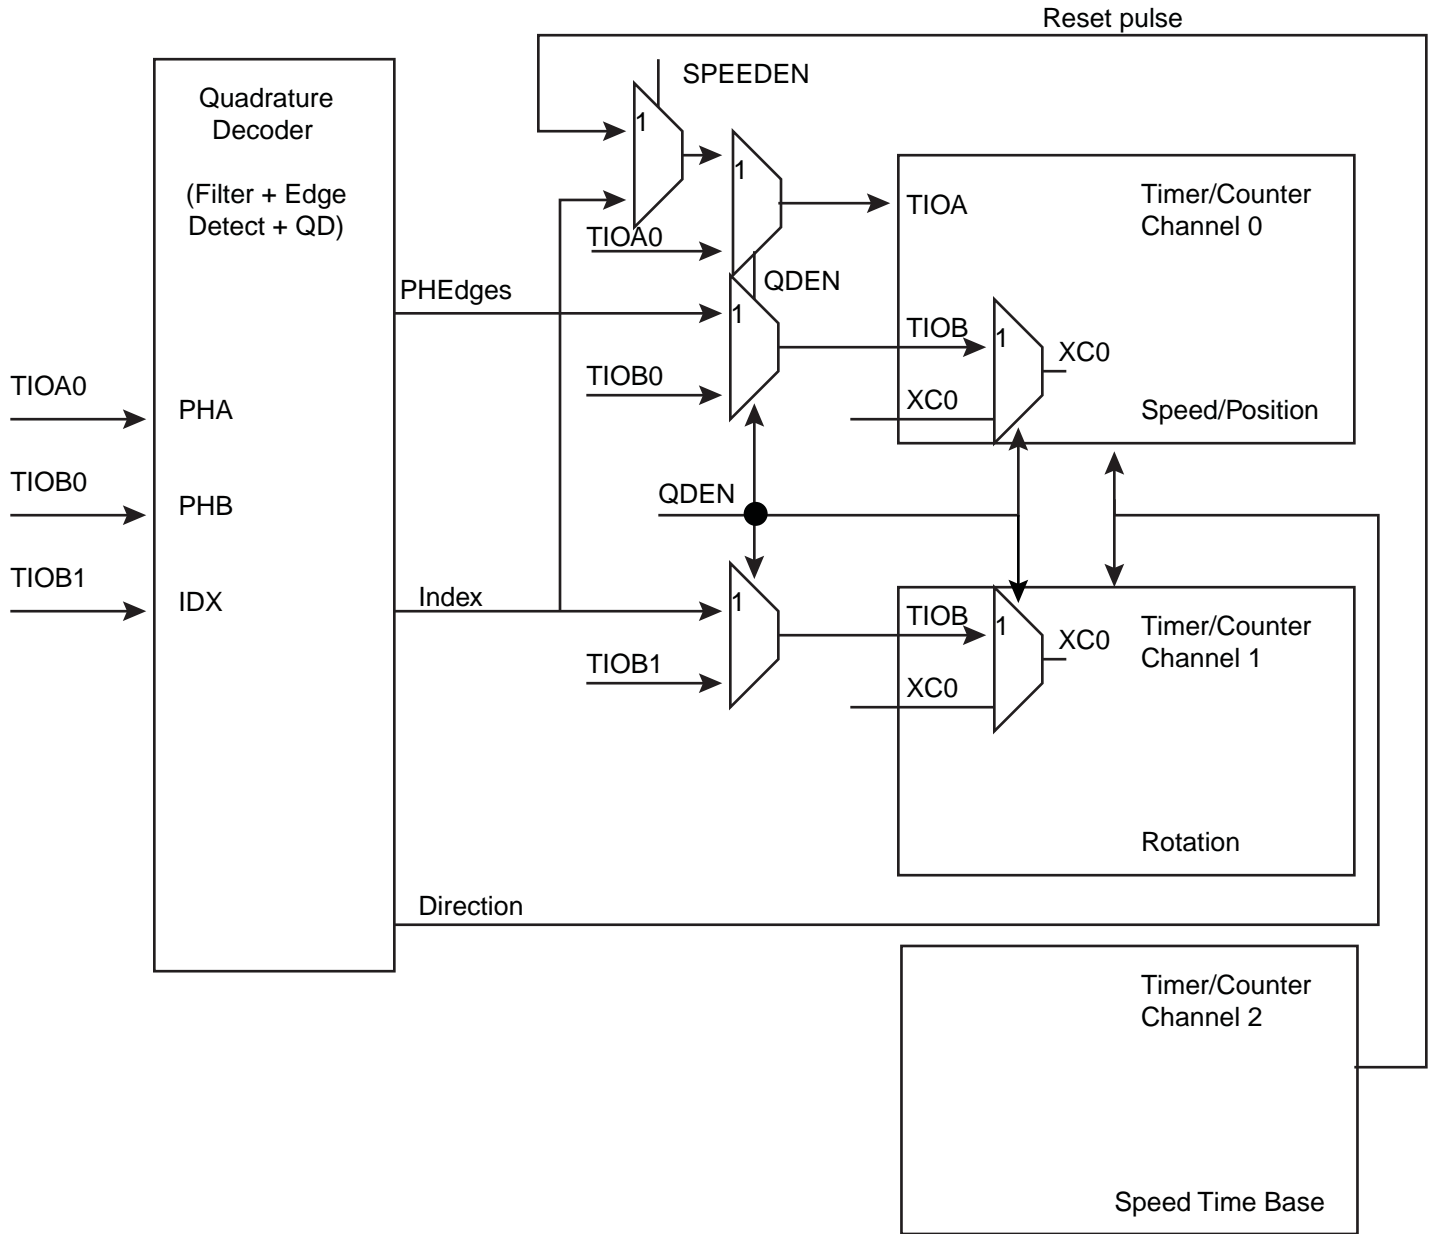 Reset pulse
SPEEDEN
Quadrature
Decoder
(Filter + Edge
Detect + QD)
1
1
TIOA
Timer/Counter
Channel 0
TIOA0
QDEN
PHEdges
1
TIOB
1
XC0
TIOB0
XC0
Speed/Position
TIOA0
PHA
TIOB0
PHB
QDEN
TIOB1
IDX
Index
1
TIOB
1
XC0
Timer/Counter
Channel 1
TIOB1
XC0
Rotation
Direction
Timer/Counter
Channel 2
Speed Time Base